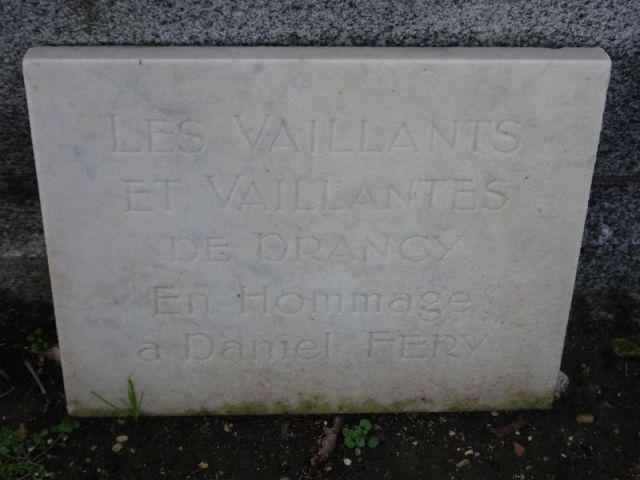 LES VAILLANTS
ET VAILLANTES
DE DRANCY
"En Hommage"
a Daniel FERY